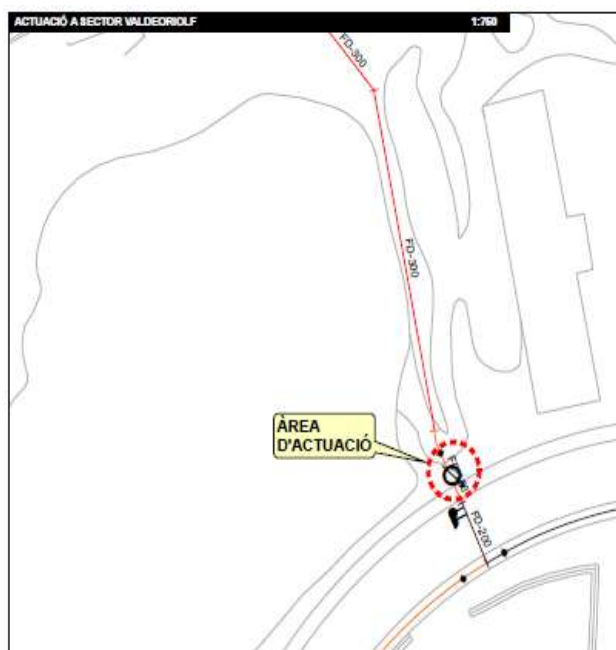 ACTUACIÓ A SECTOR VALDEORIOLF 1:750
FD-300
FD-300
ÀREA
D'ACTUACIÓ
FD-200